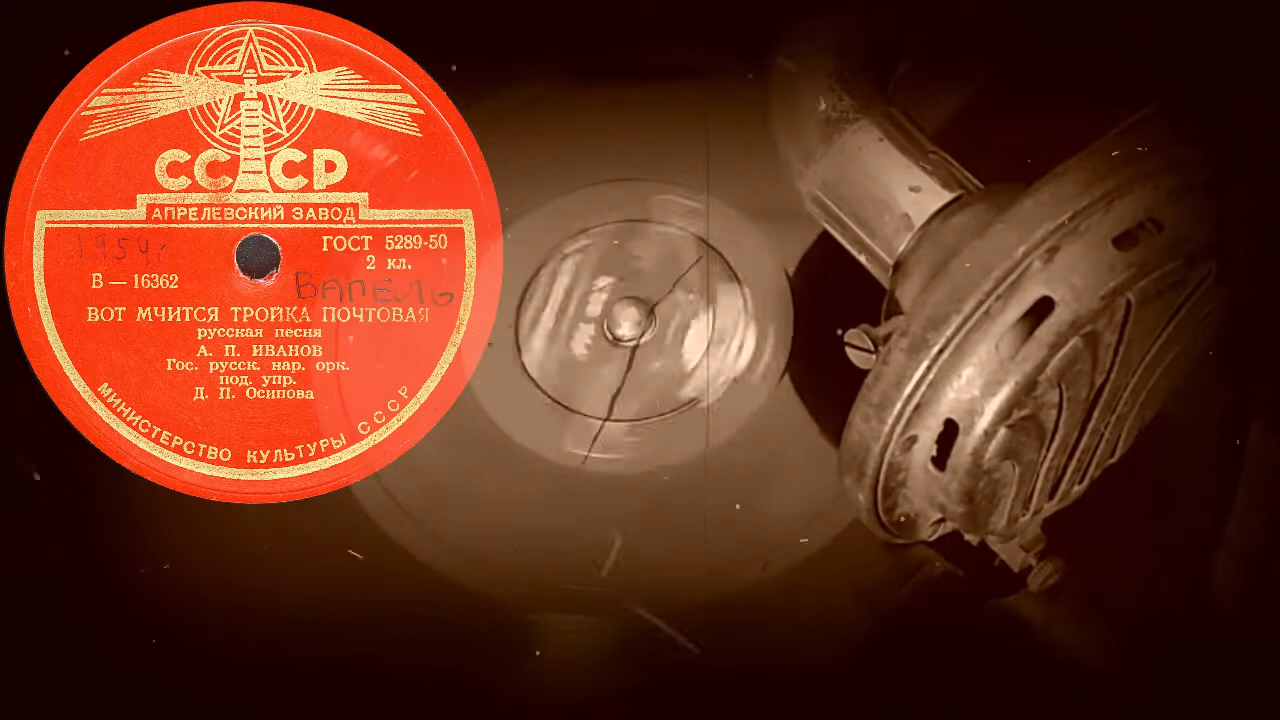 СССР
АПРЕЛЕВСКИЙ ЗАВОД
1954г
ГОСТ 5289-50
2 кл.
В — 16362
ВОТ МЧИТСЯ ТРОЙКА ПОЧТОВАЯ
русская песня
А. П. ИВАНОВ
Гос. русск. нар. орк.
под. упр.
Д. П. Осипова
МИНИСТЕРСТВО КУЛЬТУРЫ СССР